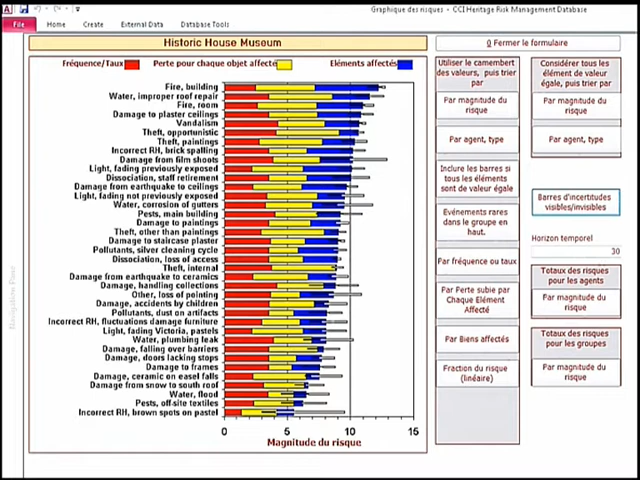 Graphique des risques ~ CCI Heritage Risk Management Database
File Home Create External Data Database Tools
Historic House Museum
Fréquence/Taux Perte pour chaque objet affecté Eléments affectés
Fire, building
Water, improper roof repair
Fire, room
Damage to plaster ceilings
Vandalism
Theft, opportunistic
Theft, paintings
Incorrect RH, brick spalling
Damage from film shoots
Light, fading previously exposed
Dissociation, staff retirement
Damage from earthquake to ceilings
Light, fading not previously exposed
Water, corrosion of gutters
Pests, main building
Damage to paintings
Theft, other than paintings
Damage to staircase plaster
Pollutants, silver cleaning cycle
Dissociation, loss of access
Theft, internal
Damage from earthquake to ceramics
Damage, handling collections
Other, loss of painting
Damage, accidents by children
Pollutants, dust on artifacts
Incorrect RH, fluctuations damage furniture
Light, fading Victoria, pastels
Water, plumbing leak
Damage, falling over barriers
Damage, doors lacking stops
Damage to frames
Damage, ceramic on easel falls
Damage from snow to south roof
Water, flood
Pests, off-site textiles
Incorrect RH, brown spots on pastel
0 5 10 15
Magnitude du risque
Fermer le formulaire
Utiliser le camembert
des valeurs, puis trier
par
Par magnitude du
risque
Par agent, type
Inclure les barres si
tous les éléments
sont de valeur égale
Evénements rares
dans le groupe en
haut.
Par fréquence ou taux
Par Perte subie par
Chaque Elément
Affecté
Par Biens affectés
Fraction du risque
(linéaire)
Considérer tous les
élément de valeur
égale, puis trier par
Par magnitude du
risque
Par agent, type
Barres d'incertitudes
visibles/invisibles
Horizon temporel
30
Totaux des risques
pour les agents
Par magnitude du
risque
Totaux des risques
pour les groupes
Par magnitude du
risque